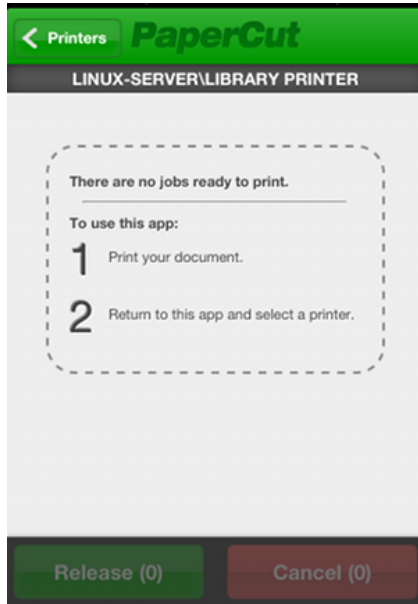 Printers PaperCut
LINUX-SERVER\LIBRARY PRINTER
There are no jobs ready to print.
To use this app:
1 Print your document.
2 Return to this app and select a printer.
Release (0) Cancel (0)